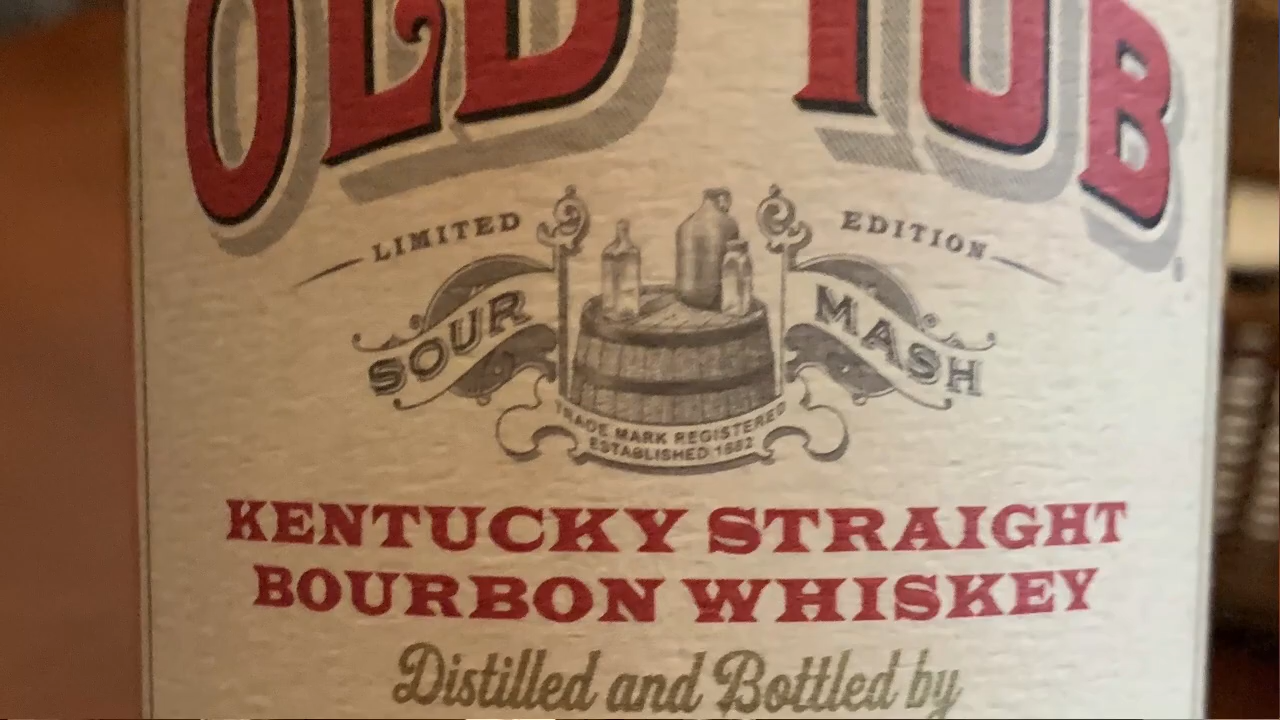 OLD TUB
LIMITED EDITION
SOUR MASH
TRADE MARK REGISTERED
ESTABLISHED 1882
KENTUCKY STRAIGHT
BOURBON WHISKEY
Distilled and Bottled by